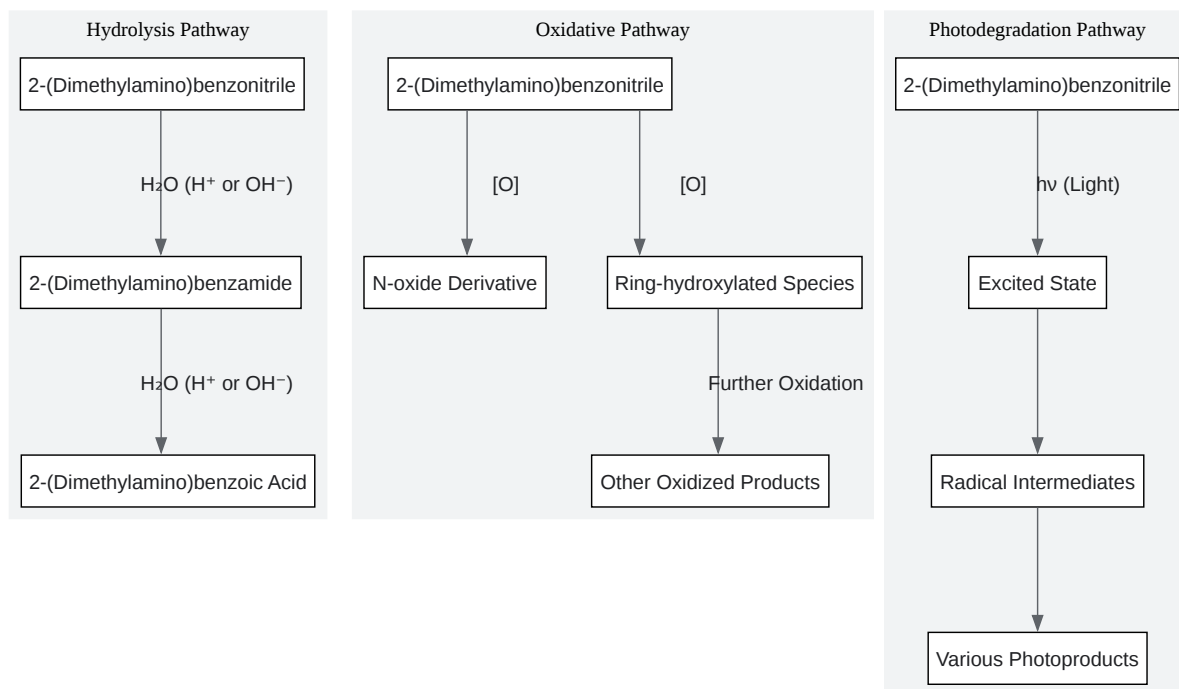 Hydrolysis Pathway
2-(Dimethylamino)benzonitrile
H₂O (H⁺ or OH⁻)
2-(Dimethylamino)benzamide
H₂O (H⁺ or OH⁻)
2-(Dimethylamino)benzoic Acid
Oxidative Pathway
2-(Dimethylamino)benzonitrile
[O]
[O]
N-oxide Derivative
Ring-hydroxylated Species
Further Oxidation
Other Oxidized Products
Photodegradation Pathway
2-(Dimethylamino)benzonitrile
hν (Light)
Excited State
Radical Intermediates
Various Photoproducts